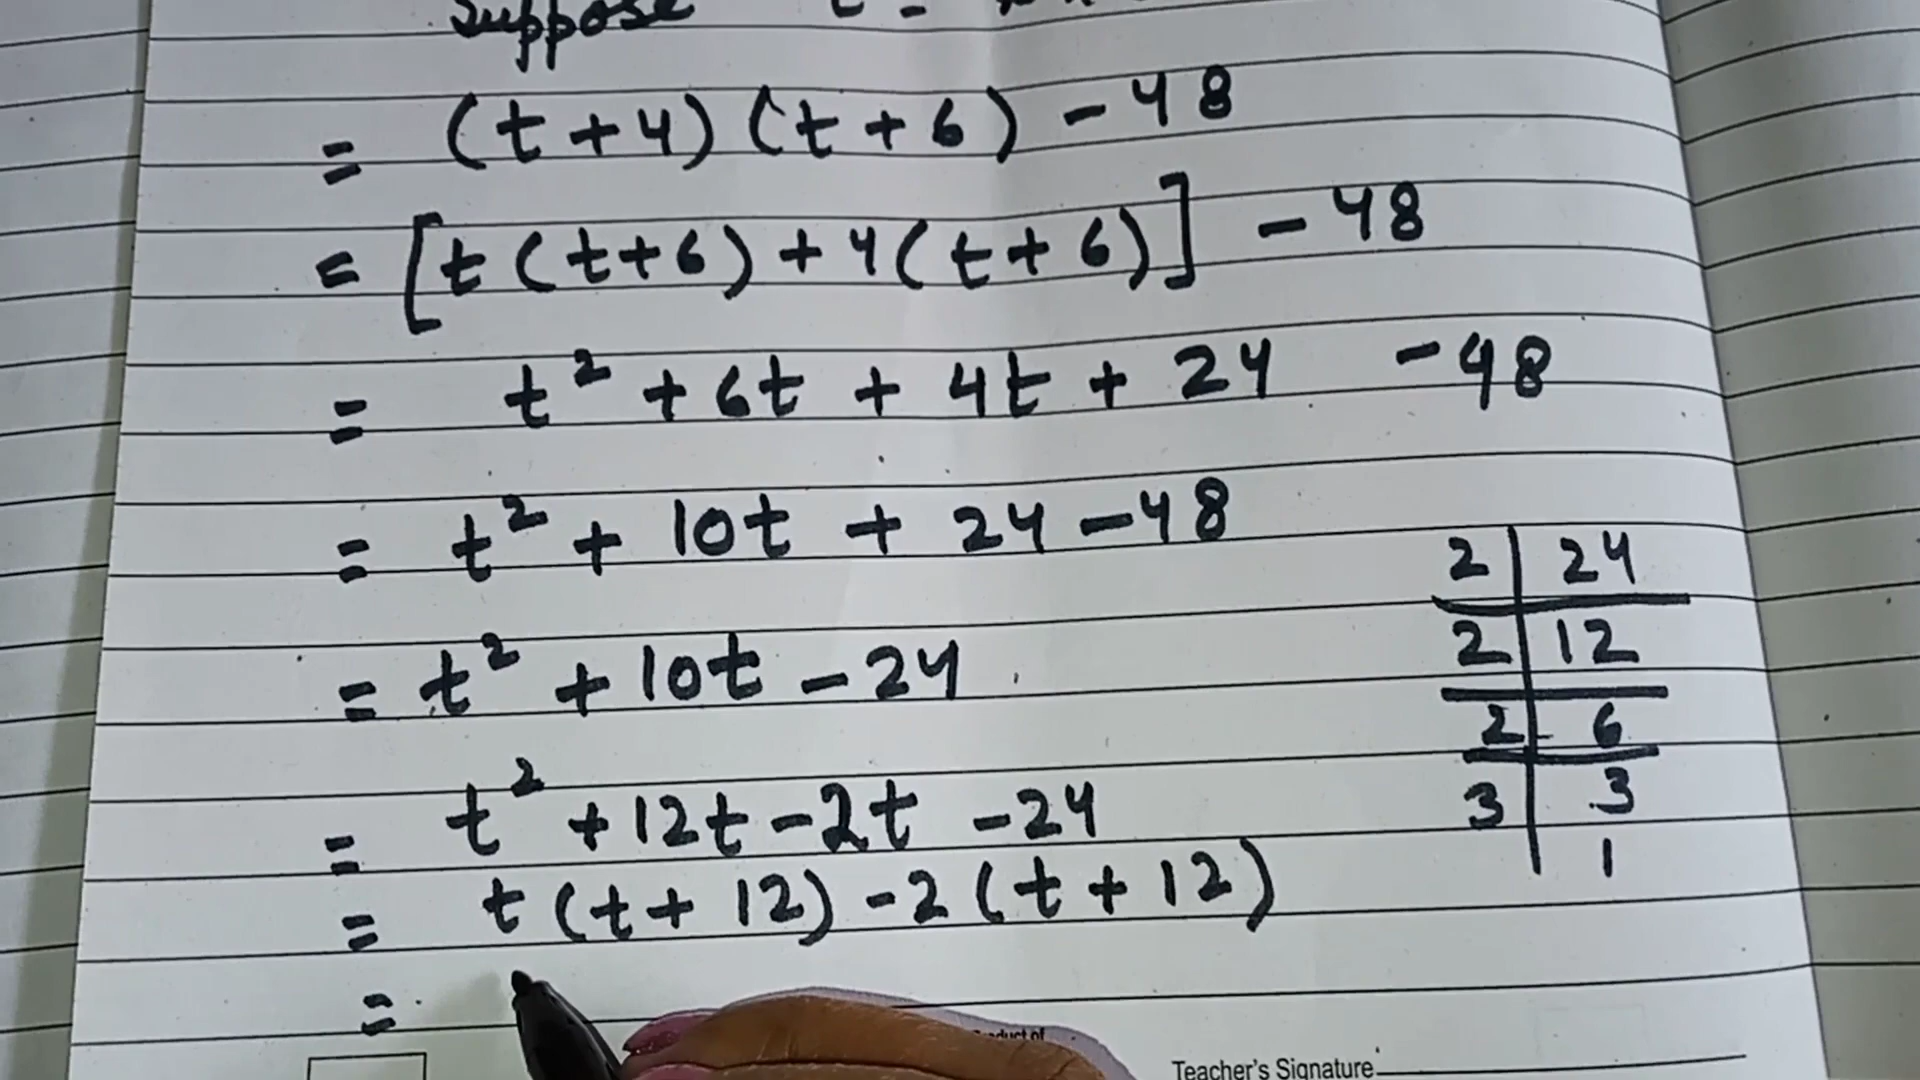 Suppose t =
= (t + 4) (t + 6) - 48
= [t (t+6) + 4 (t + 6)] - 48
= t² + 6t + 4t + 24 - 48
= t² + 10t + 24 - 48
= t² + 10t - 24
= t² + 12t - 2t - 24
= t (t + 12) - 2 (t + 12)
=
2 | 24
2 | 12
2 | 6
3 | 3
1
Teacher's Signature